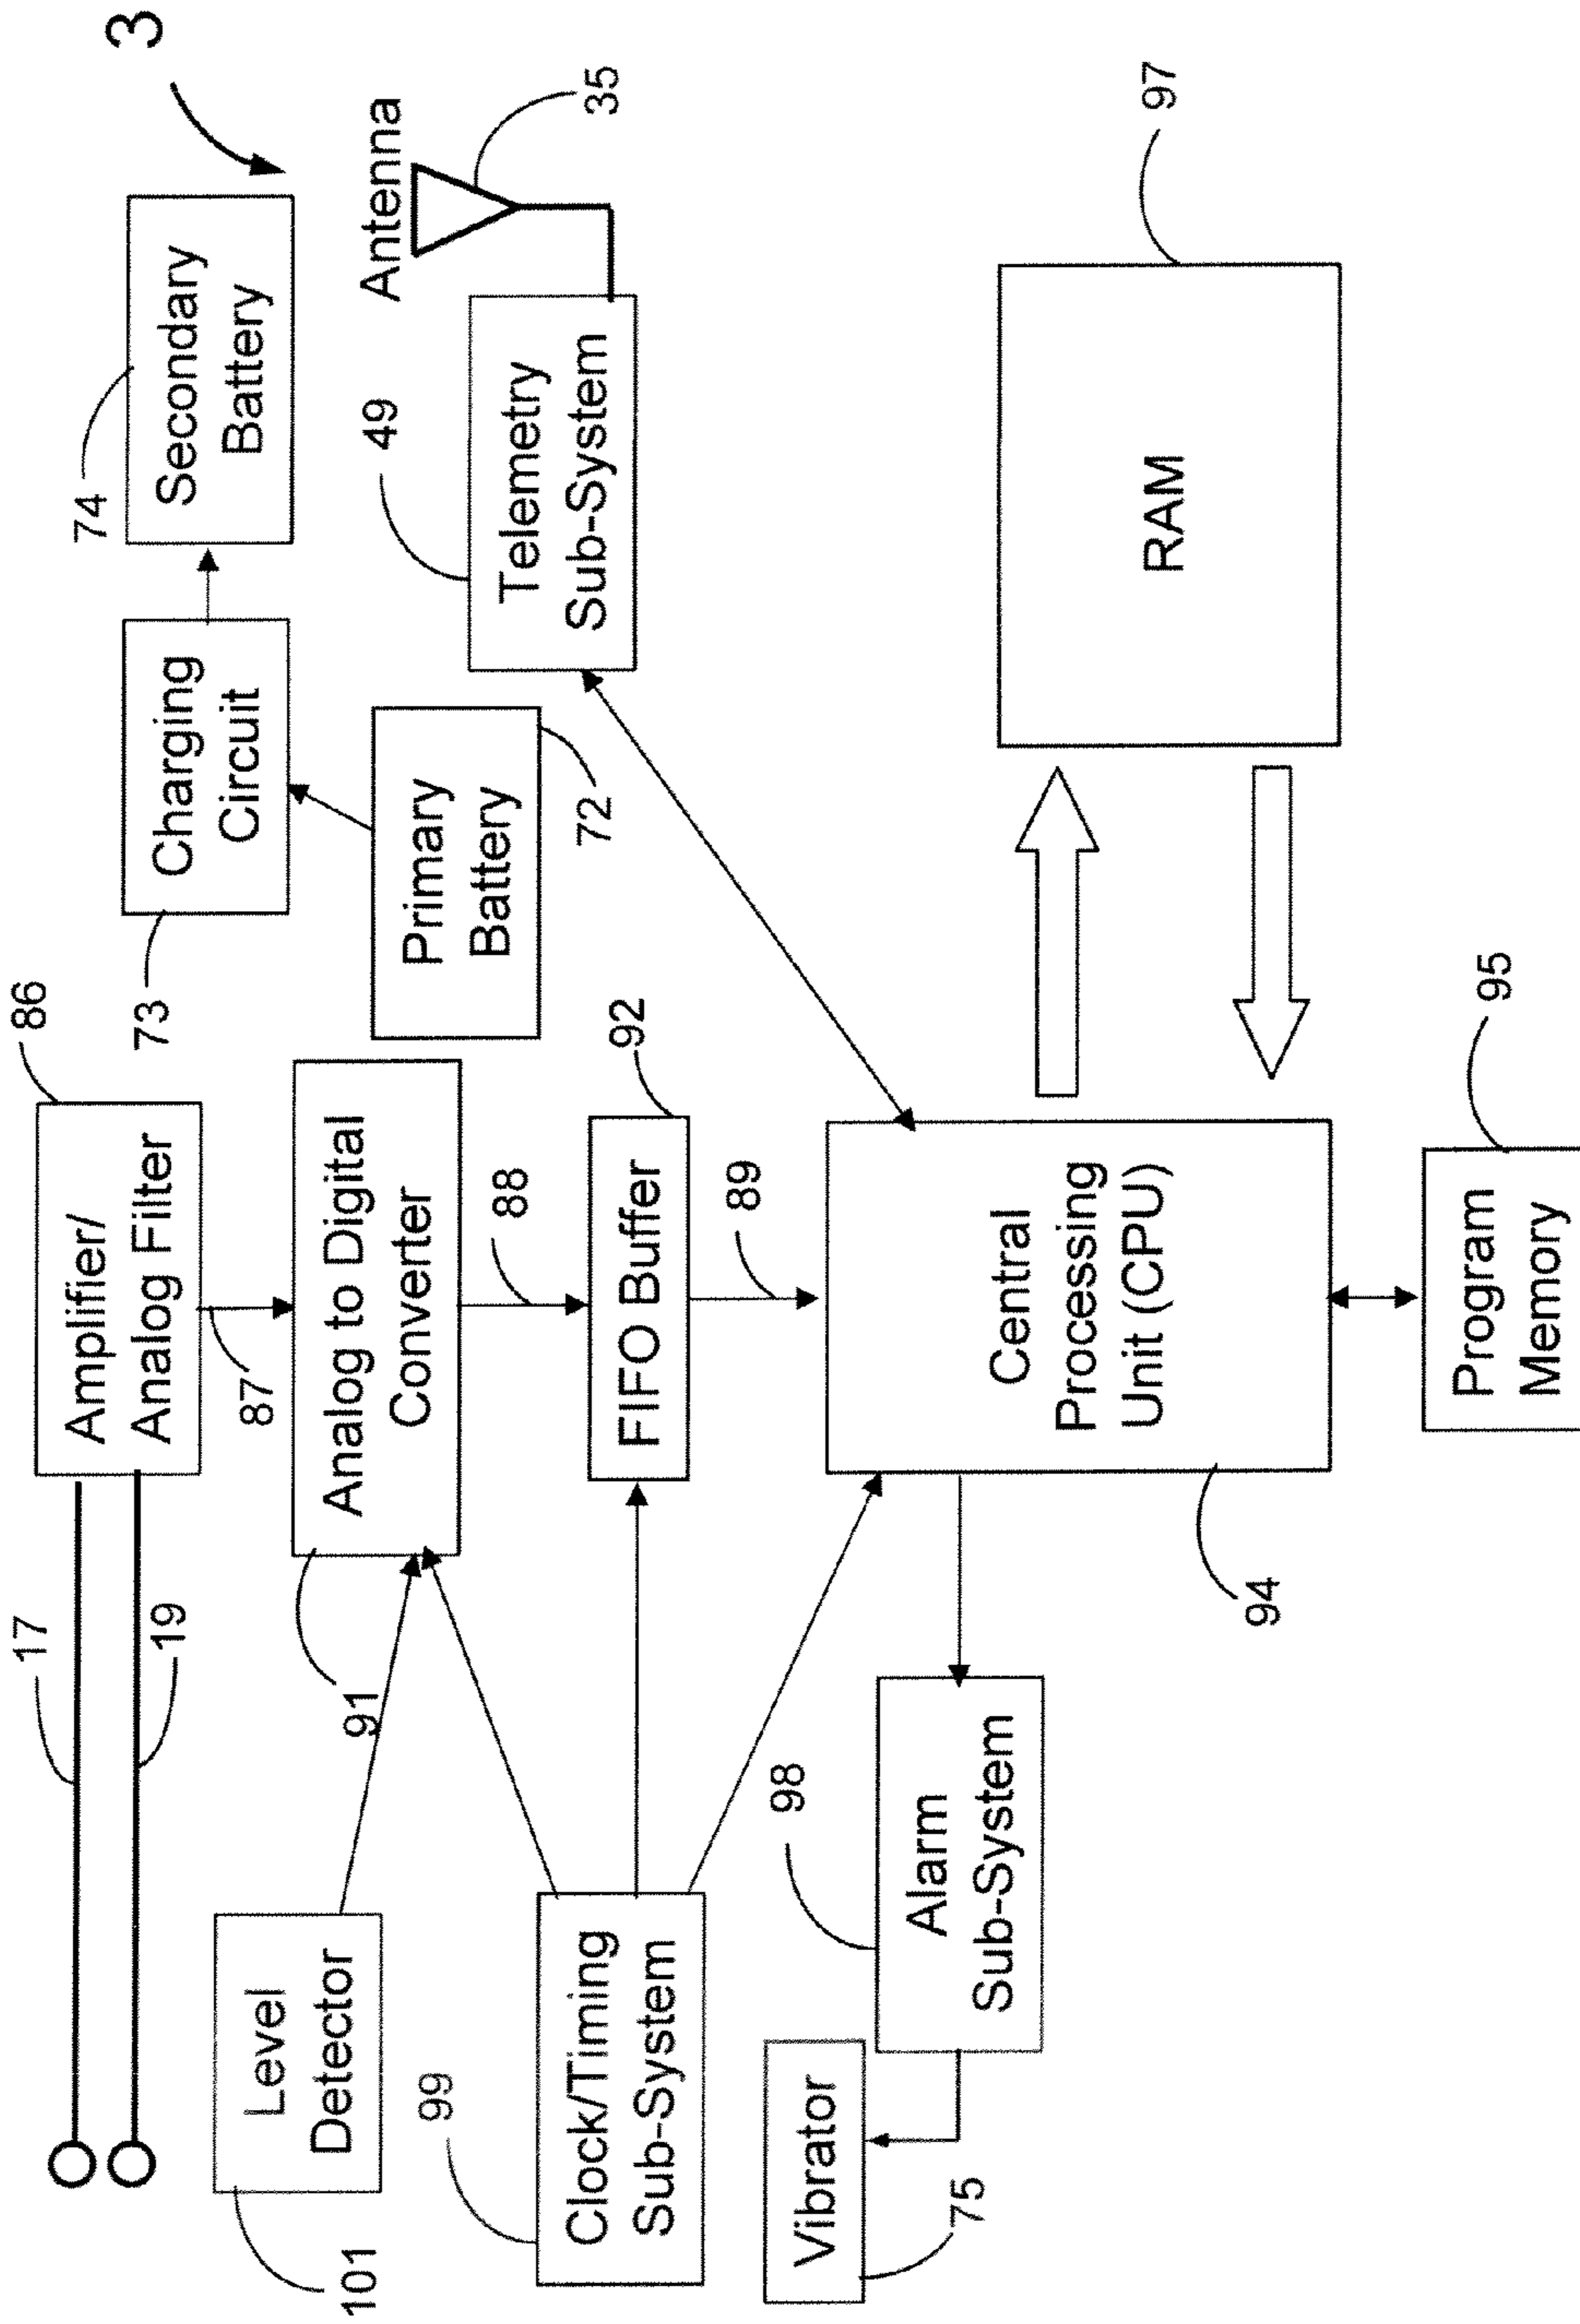 3
86
Amplifier/
Analog Filter
17
19
87
73
Charging
Circuit
74
Secondary
Battery
Level
Detector
101
91
Analog to Digital
Converter
Primary
Battery
72
Antenna
35
49
Telemetry
Sub-System
88
99
Clock/Timing
Sub-System
92
FIFO Buffer
89
Vibrator
75
98
Alarm
Sub-System
Central
Processing
Unit (CPU)
94
RAM
97
Program
Memory
95